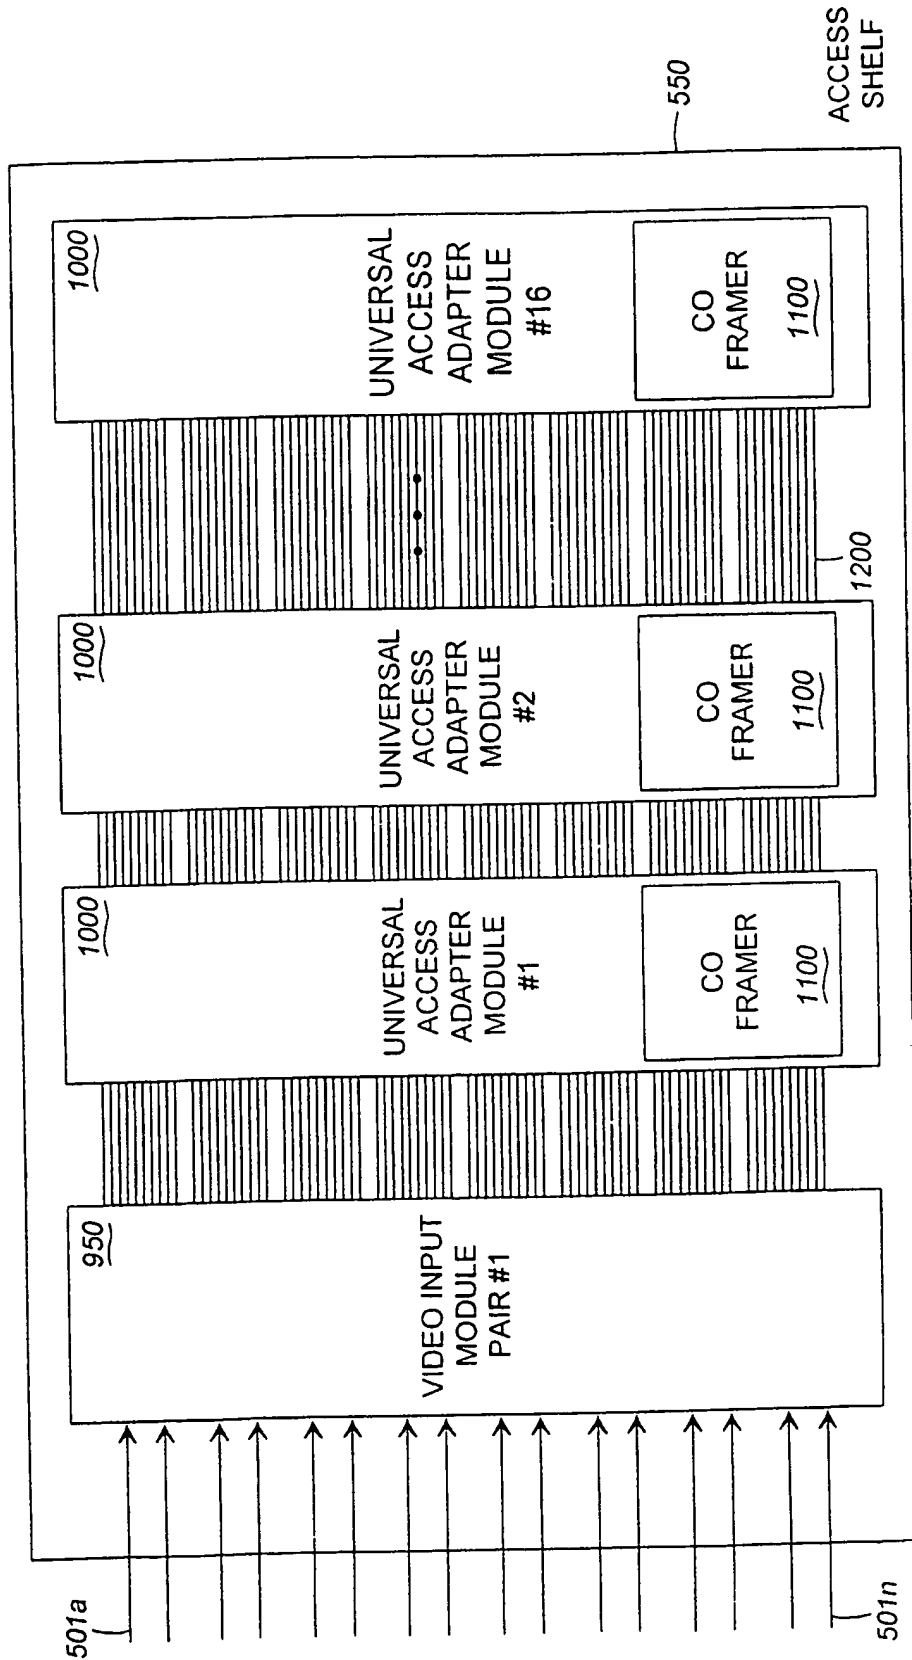 501a
501n
950
VIDEO INPUT
MODULE
PAIR #1
1000
UNIVERSAL
ACCESS
ADAPTER
MODULE
#1
CO
FRAMER
1100
1000
UNIVERSAL
ACCESS
ADAPTER
MODULE
#2
CO
FRAMER
1100
1200
1000
UNIVERSAL
ACCESS
ADAPTER
MODULE
#16
CO
FRAMER
1100
550
ACCESS
SHELF